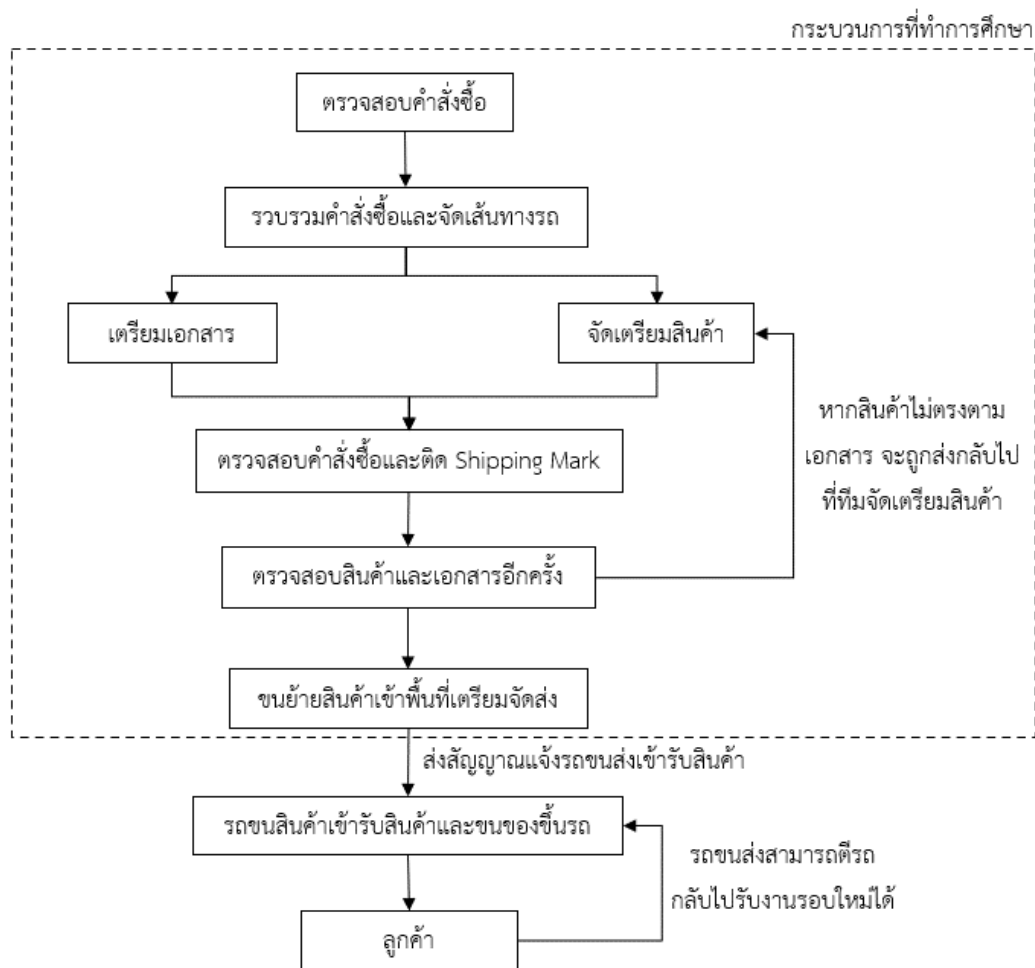 กระบวนการที่ทำการศึกษา
ตรวจสอบคำสั่งซื้อ
รวบรวมคำสั่งซื้อและจัดเส้นทางรถ
เตรียมเอกสาร
จัดเตรียมสินค้า
หากสินค้าไม่ตรงตาม
เอกสาร จะถูกส่งกลับไป
ที่ทีมจัดเตรียมสินค้า
ตรวจสอบคำสั่งซื้อและติด Shipping Mark
ตรวจสอบสินค้าและเอกสารอีกครั้ง
ขนย้ายสินค้าเข้าพื้นที่เตรียมจัดส่ง
ส่งสัญญาณแจ้งรถขนส่งเข้ารับสินค้า
รถขนสินค้าเข้ารับสินค้าและขนของขึ้นรถ
รถขนส่งสามารถตีรถ
กลับไปรับงานรอบใหม่ได้
ลูกค้า